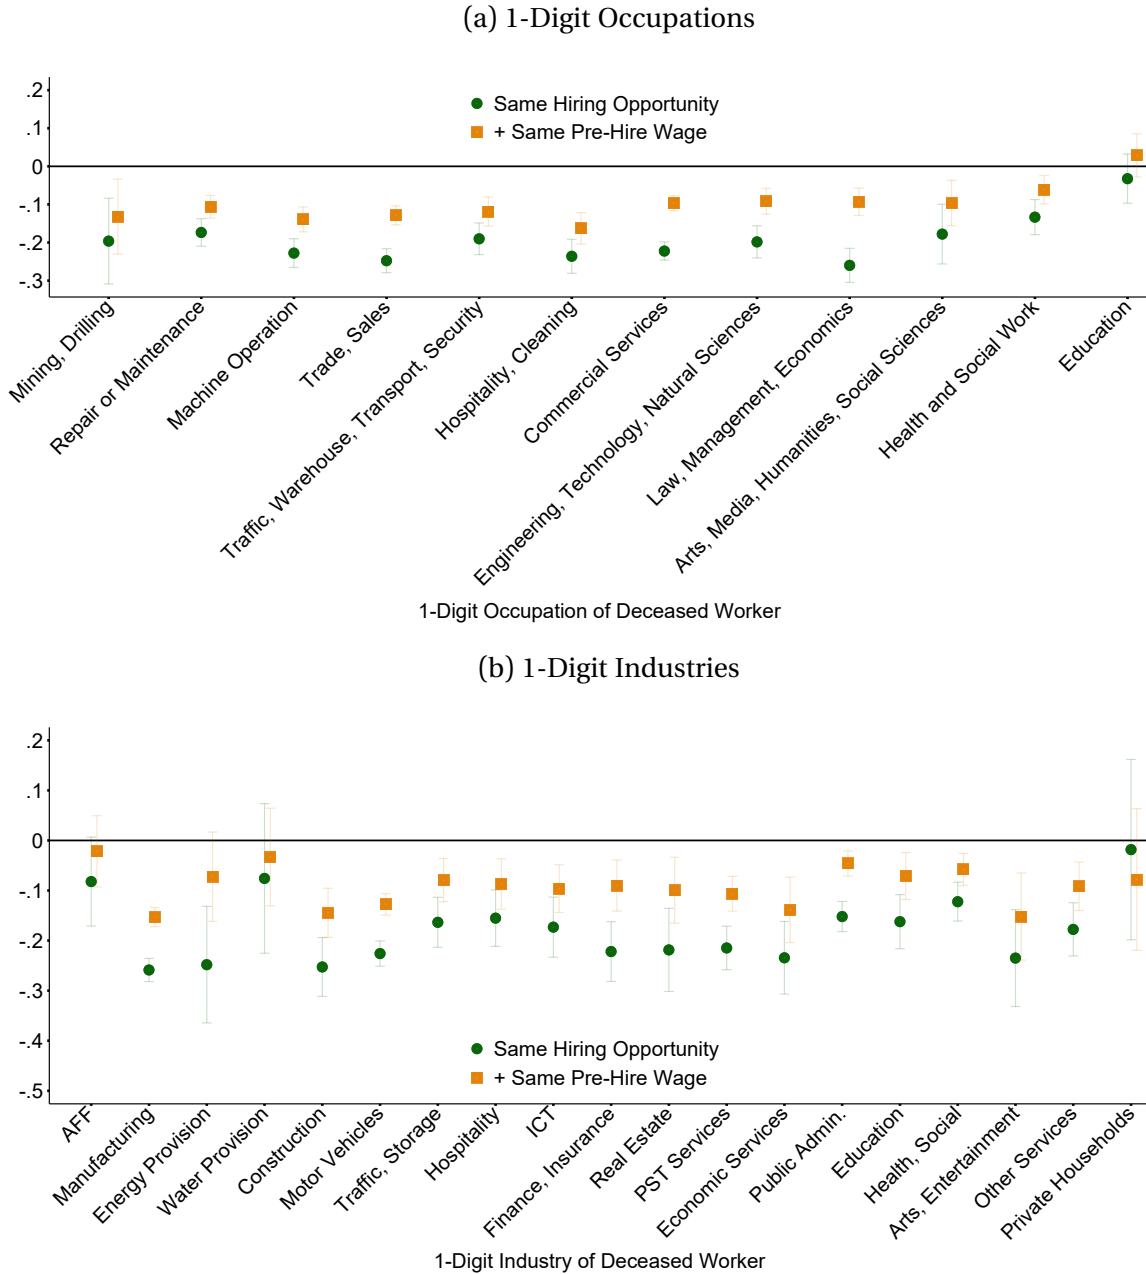 (a) 1-Digit Occupations
.2
.1
0
-.1
-.2
-.3
Same Hiring Opportunity
+ Same Pre-Hire Wage
Mining, Drilling
Repair or Maintenance
Machine Operation
Trade, Sales
Traffic, Warehouse, Transport, Security
Hospitality, Cleaning
Commercial Services
Engineering, Technology, Natural Sciences
Law, Management, Economics
Arts, Media, Humanities, Social Sciences
Health and Social Work
Education
1-Digit Occupation of Deceased Worker
(b) 1-Digit Industries
.2
.1
0
-.1
-.2
-.3
-.4
-.5
Same Hiring Opportunity
+ Same Pre-Hire Wage
AFF
Manufacturing
Energy Provision
Water Provision
Construction
Motor Vehicles
Traffic, Storage
Hospitality
ICT
Finance, Insurance
Real Estate
PST Services
Economic Services
Public Admin.
Education
Health, Social
Arts, Entertainment
Other Services
Private Households
1-Digit Industry of Deceased Worker